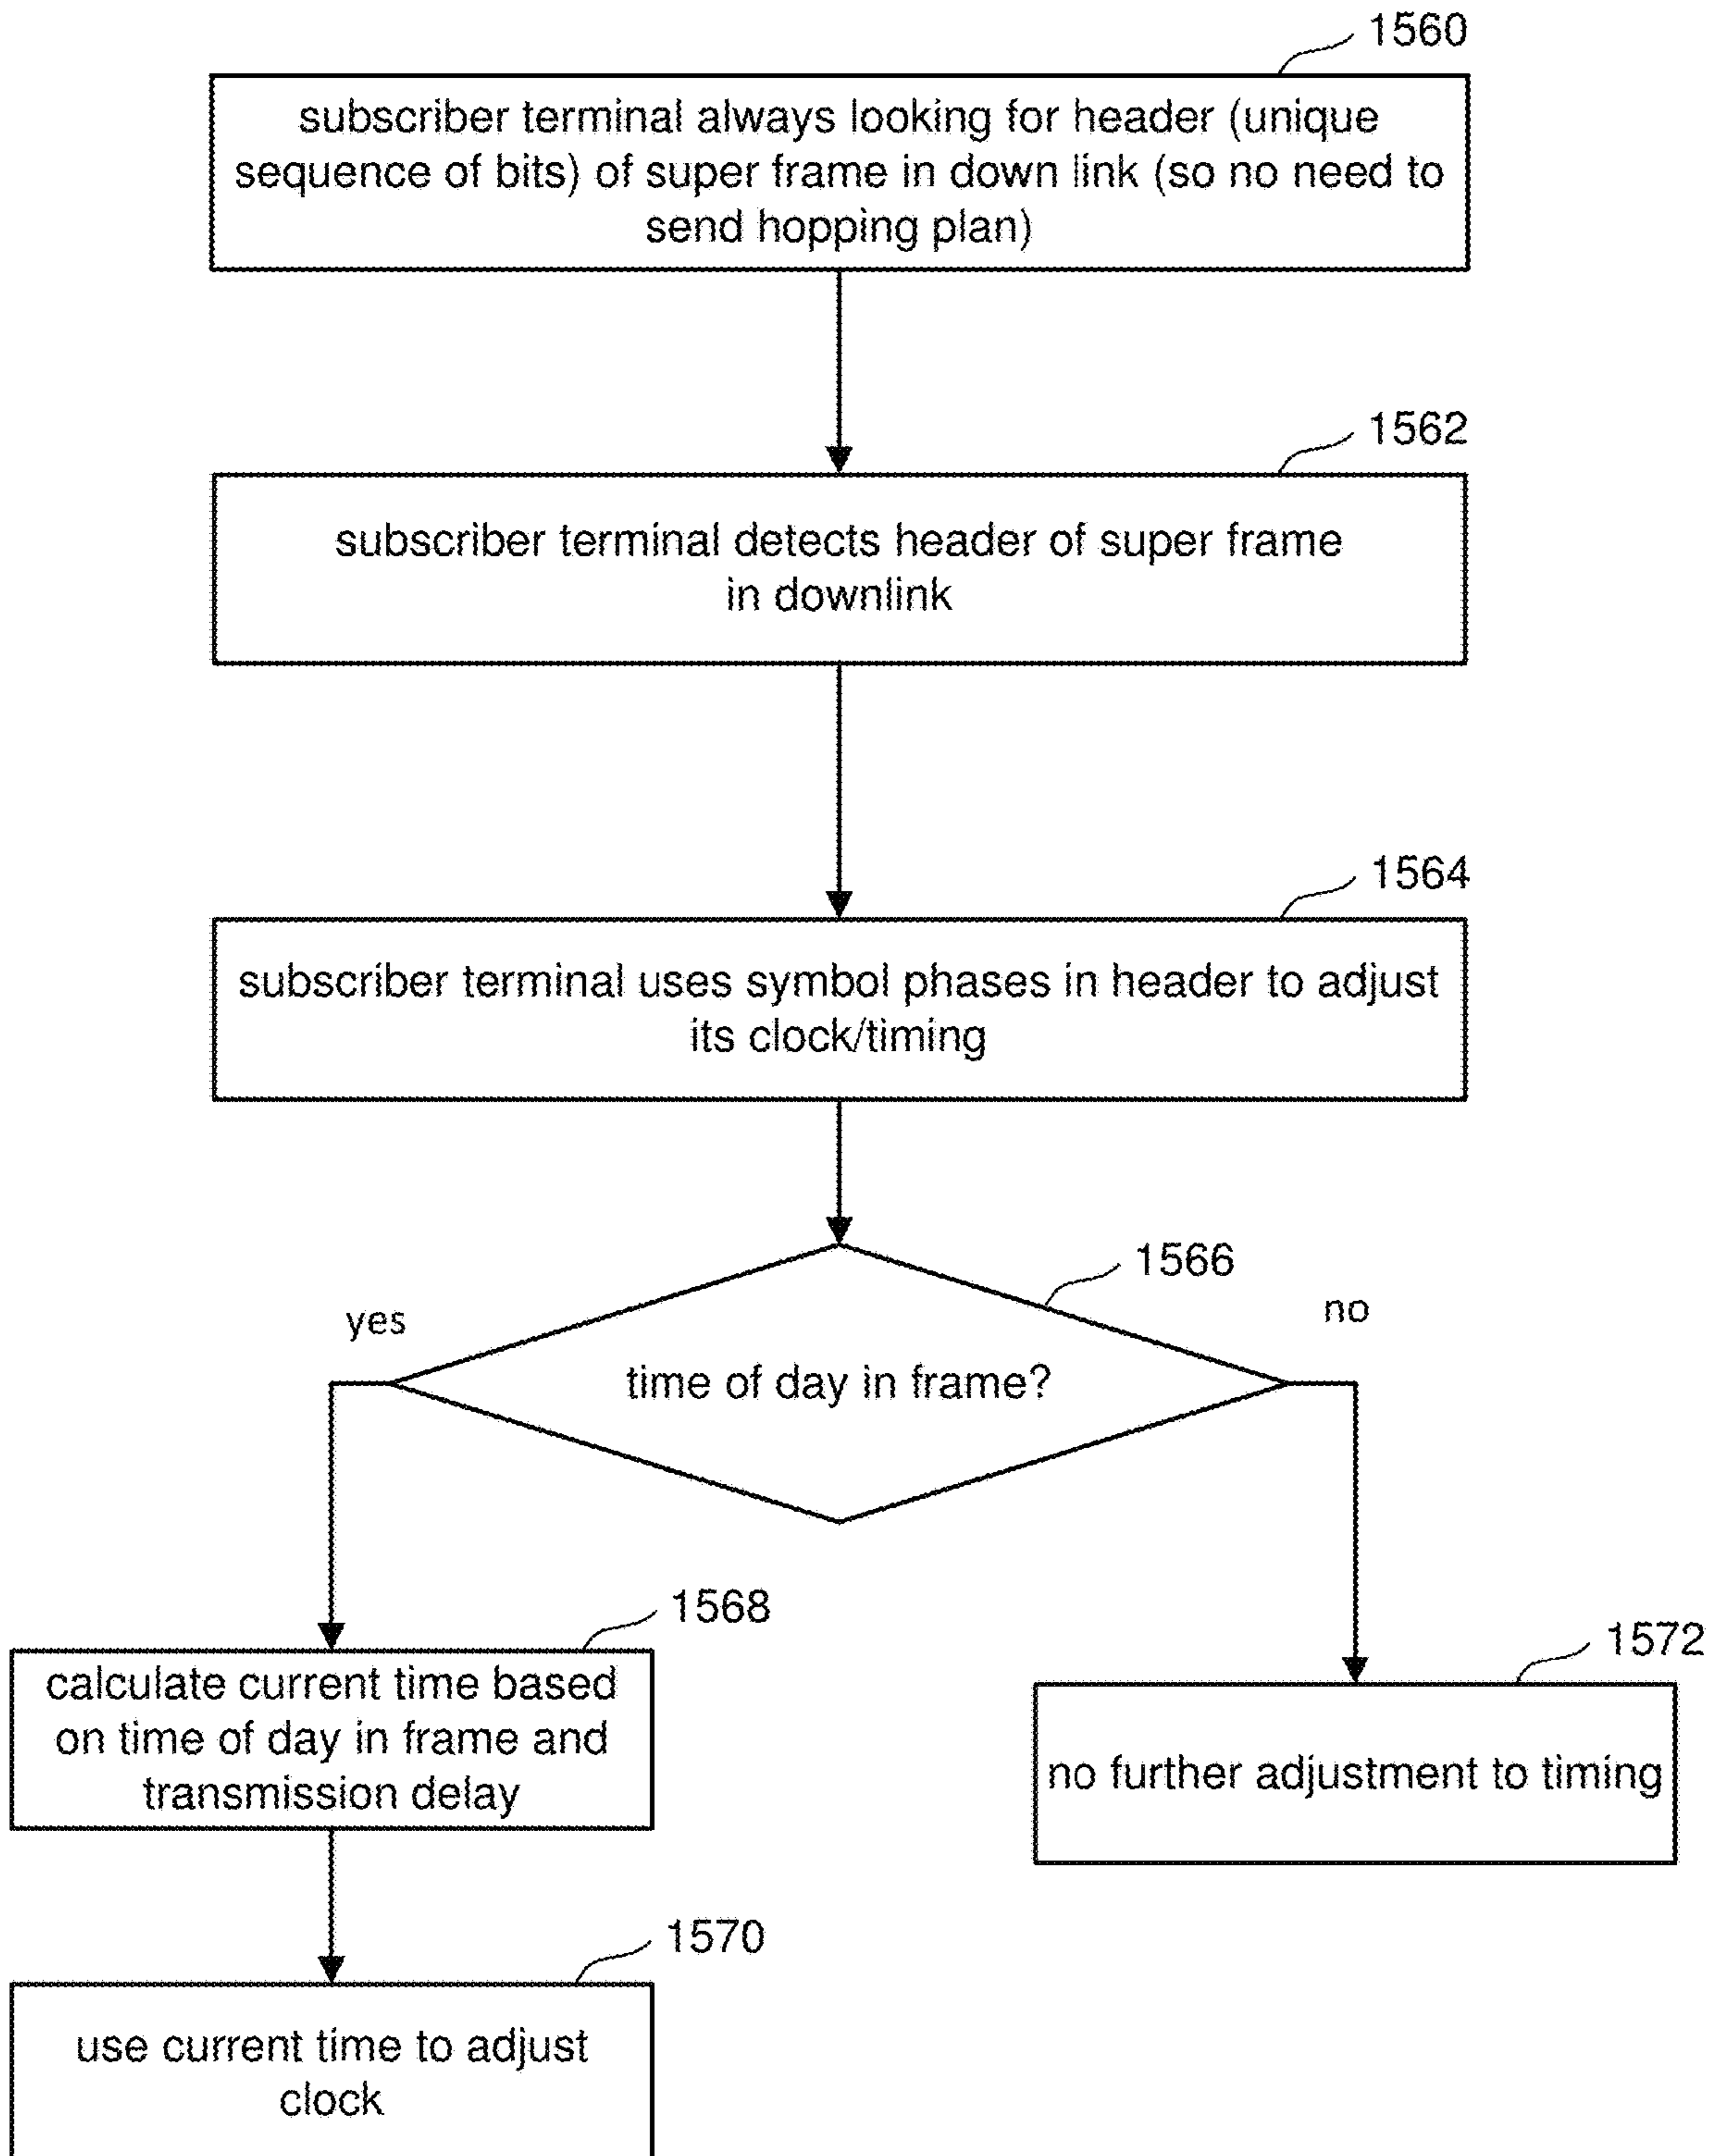 1560
subscriber terminal always looking for header (unique
sequence of bits) of super frame in down link (so no need to
send hopping plan)
1562
subscriber terminal detects header of super frame
in downlink
1564
subscriber terminal uses symbol phases in header to adjust
its clock/timing
1566
yes
no
time of day in frame?
1568
calculate current time based
on time of day in frame and
transmission delay
1572
no further adjustment to timing
1570
use current time to adjust
clock